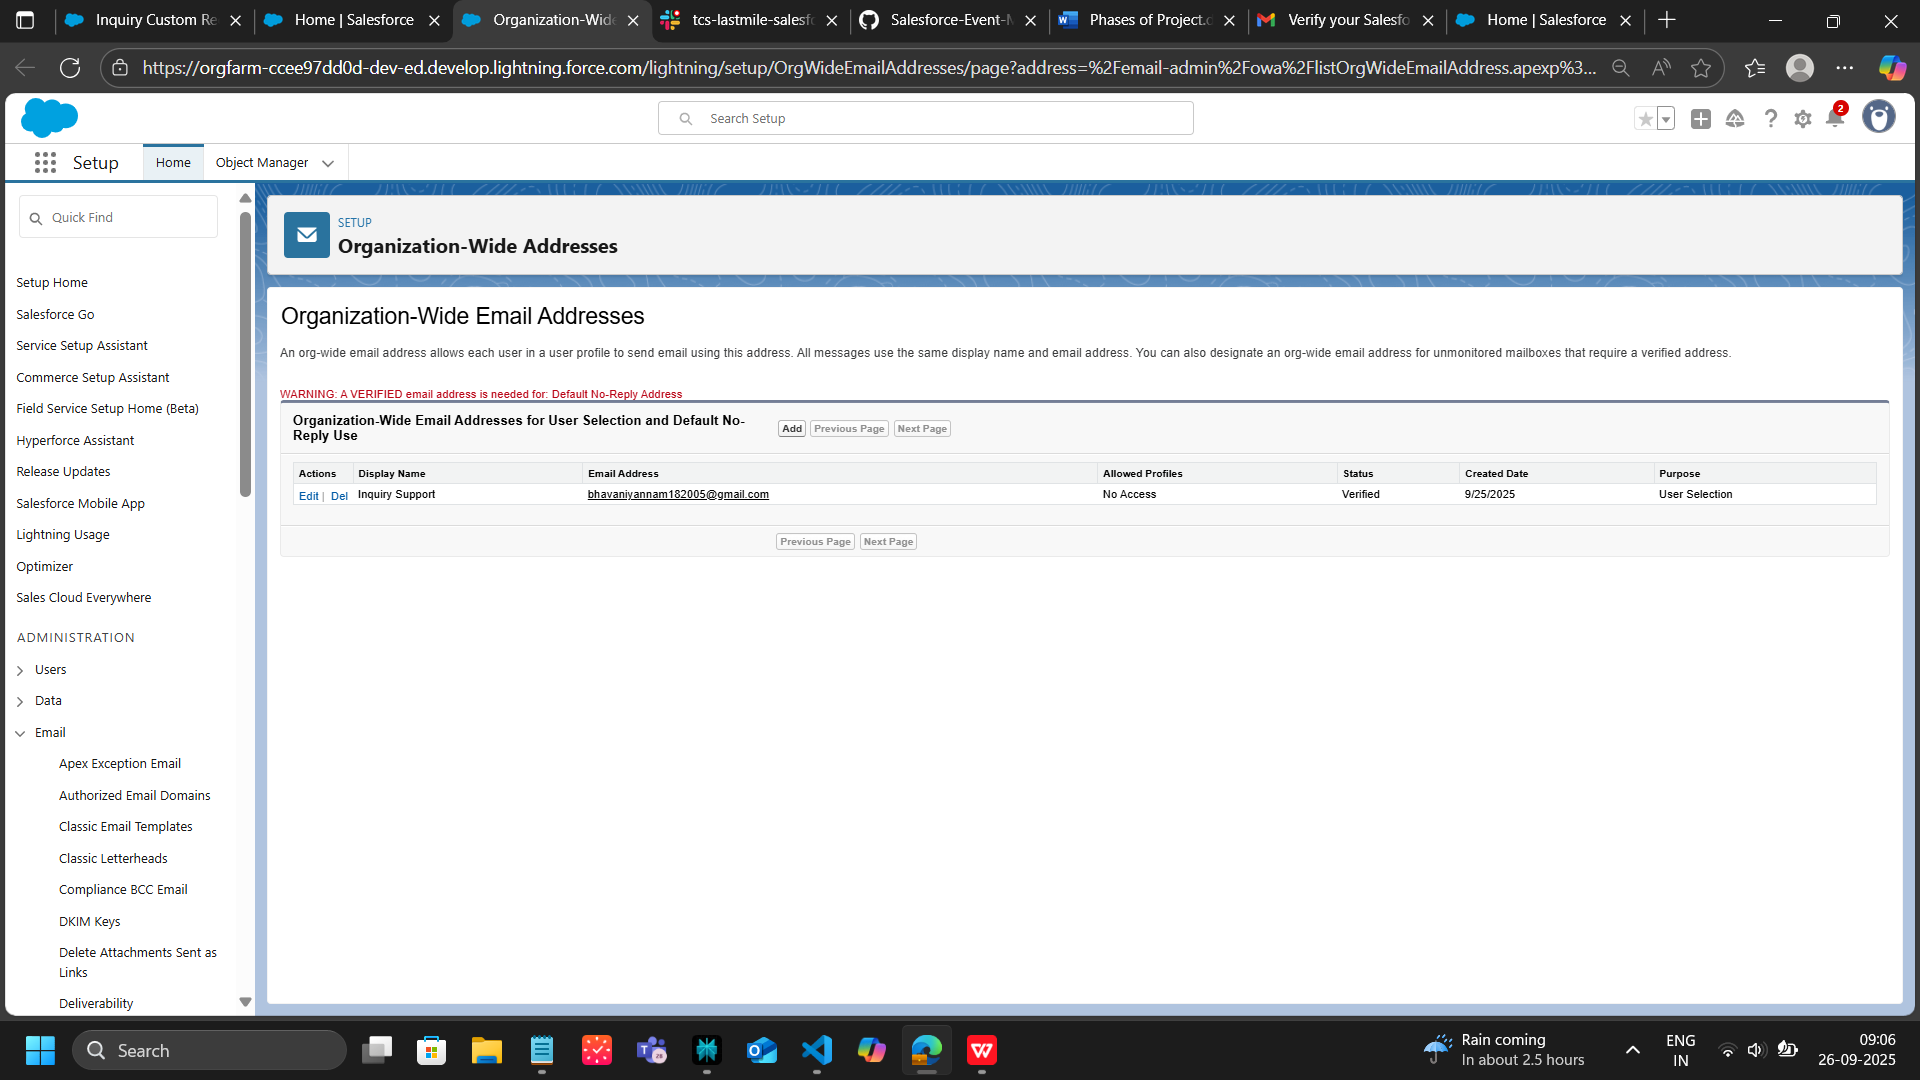 Inquiry Custom Re
Home | Salesforce
Organization-Wide
tcs-lastmile-salesfo
Salesforce-Event-M
Phases of Project.d
Verify your Salesfo
Home | Salesforce
https://orgfarm-ccee97dd0d-dev-ed.develop.lightning.force.com/lightning/setup/OrgWideEmailAddresses/page?address=%2Femail-admin%2Fowa%2FlistOrgWideEmailAddress.apexp%3...
Search Setup
2
Setup
Home
Object Manager
Quick Find
Setup Home
Salesforce Go
Service Setup Assistant
Commerce Setup Assistant
Field Service Setup Home (Beta)
Hyperforce Assistant
Release Updates
Salesforce Mobile App
Lightning Usage
Optimizer
Sales Cloud Everywhere
ADMINISTRATION
Users
Data
Email
Apex Exception Email
Authorized Email Domains
Classic Email Templates
Classic Letterheads
Compliance BCC Email
DKIM Keys
Delete Attachments Sent as
Links
Deliverability
SETUP
Organization-Wide Addresses
Organization-Wide Email Addresses
An org-wide email address allows each user in a user profile to send email using this address. All messages use the same display name and email address. You can also designate an org-wide email address for unmonitored mailboxes that require a verified address.
WARNING: A VERIFIED email address is needed for: Default No-Reply Address
Organization-Wide Email Addresses for User Selection and Default No-
Reply Use
Add Previous Page Next Page
Actions Display Name Email Address Allowed Profiles Status Created Date Purpose
Edit | Del Inquiry Support bhavaniyannam182005@gmail.com No Access Verified 9/25/2025 User Selection
Previous Page Next Page
Search
28
Rain coming
In about 2.5 hours
ENG
IN
09:06
26-09-2025